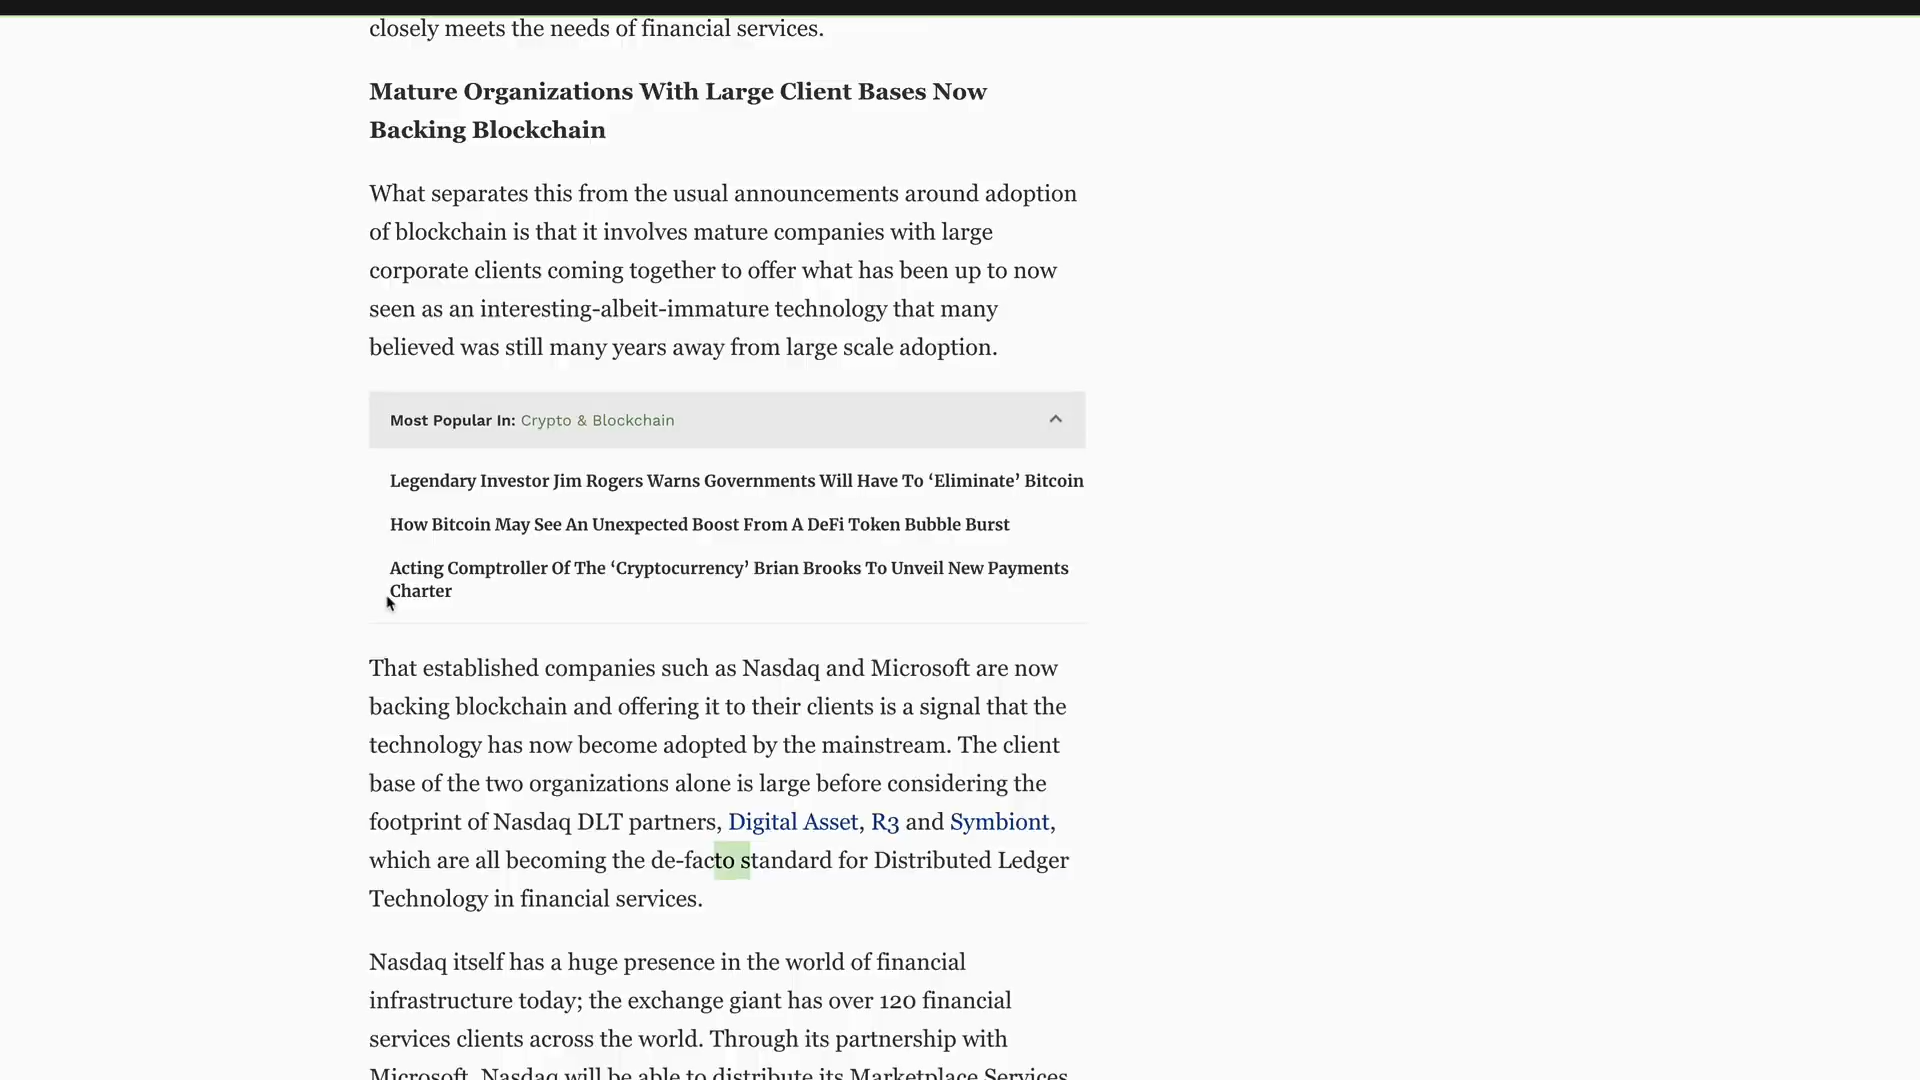 closely meets the needs of financial services.
Mature Organizations With Large Client Bases Now
Backing Blockchain
What separates this from the usual announcements around adoption
of blockchain is that it involves mature companies with large
corporate clients coming together to offer what has been up to now
seen as an interesting-albeit-immature technology that many
believed was still many years away from large scale adoption.
Most Popular In: Crypto & Blockchain
Legendary Investor Jim Rogers Warns Governments Will Have To ‘Eliminate’ Bitcoin
How Bitcoin May See An Unexpected Boost From A DeFi Token Bubble Burst
Acting Comptroller Of The ‘Cryptocurrency’ Brian Brooks To Unveil New Payments
Charter
That established companies such as Nasdaq and Microsoft are now
backing blockchain and offering it to their clients is a signal that the
technology has now become adopted by the mainstream. The client
base of the two organizations alone is large before considering the
footprint of Nasdaq DLT partners, Digital Asset, R3 and Symbiont,
which are all becoming the de-facto standard for Distributed Ledger
Technology in financial services.
Nasdaq itself has a huge presence in the world of financial
infrastructure today; the exchange giant has over 120 financial
services clients across the world. Through its partnership with
Microsoft, Nasdaq will be able to distribute its Marketplace Services